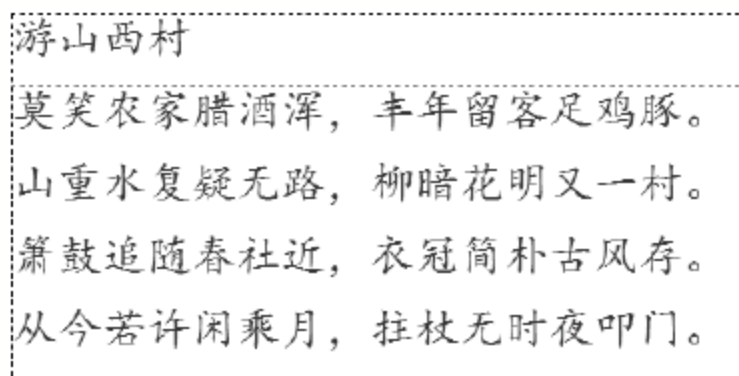 游山西村
莫笑农家腊酒浑，丰年留客足鸡豚。
山重水复疑无路，柳暗花明又一村。
箫鼓追随春社近，衣冠简朴古风存。
从今若许闲乘月，拄杖无时夜叩门。